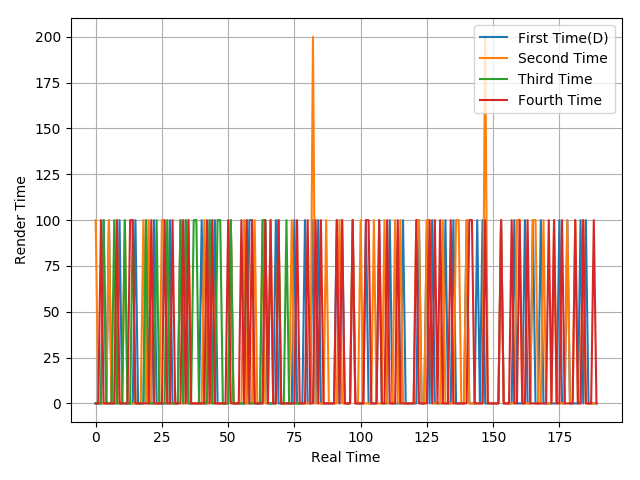 First Time(D)
Second Time
Third Time
Fourth Time
200
175
150
125
100
75
50
25
0
Render Time
0 25 50 75 100 125 150 175
Real Time